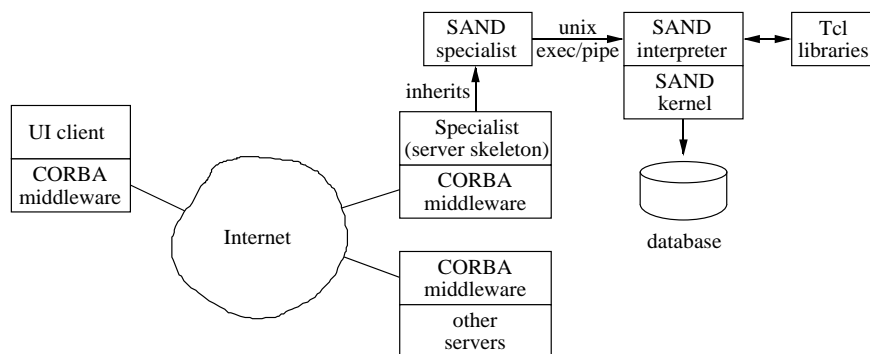 SAND
specialist
unix
exec/pipe
SAND
interpreter
Tcl
libraries
SAND
kernel
inherits
UI client
CORBA
middleware
Specialist
(server skeleton)
CORBA
middleware
Internet
database
CORBA
middleware
other
servers